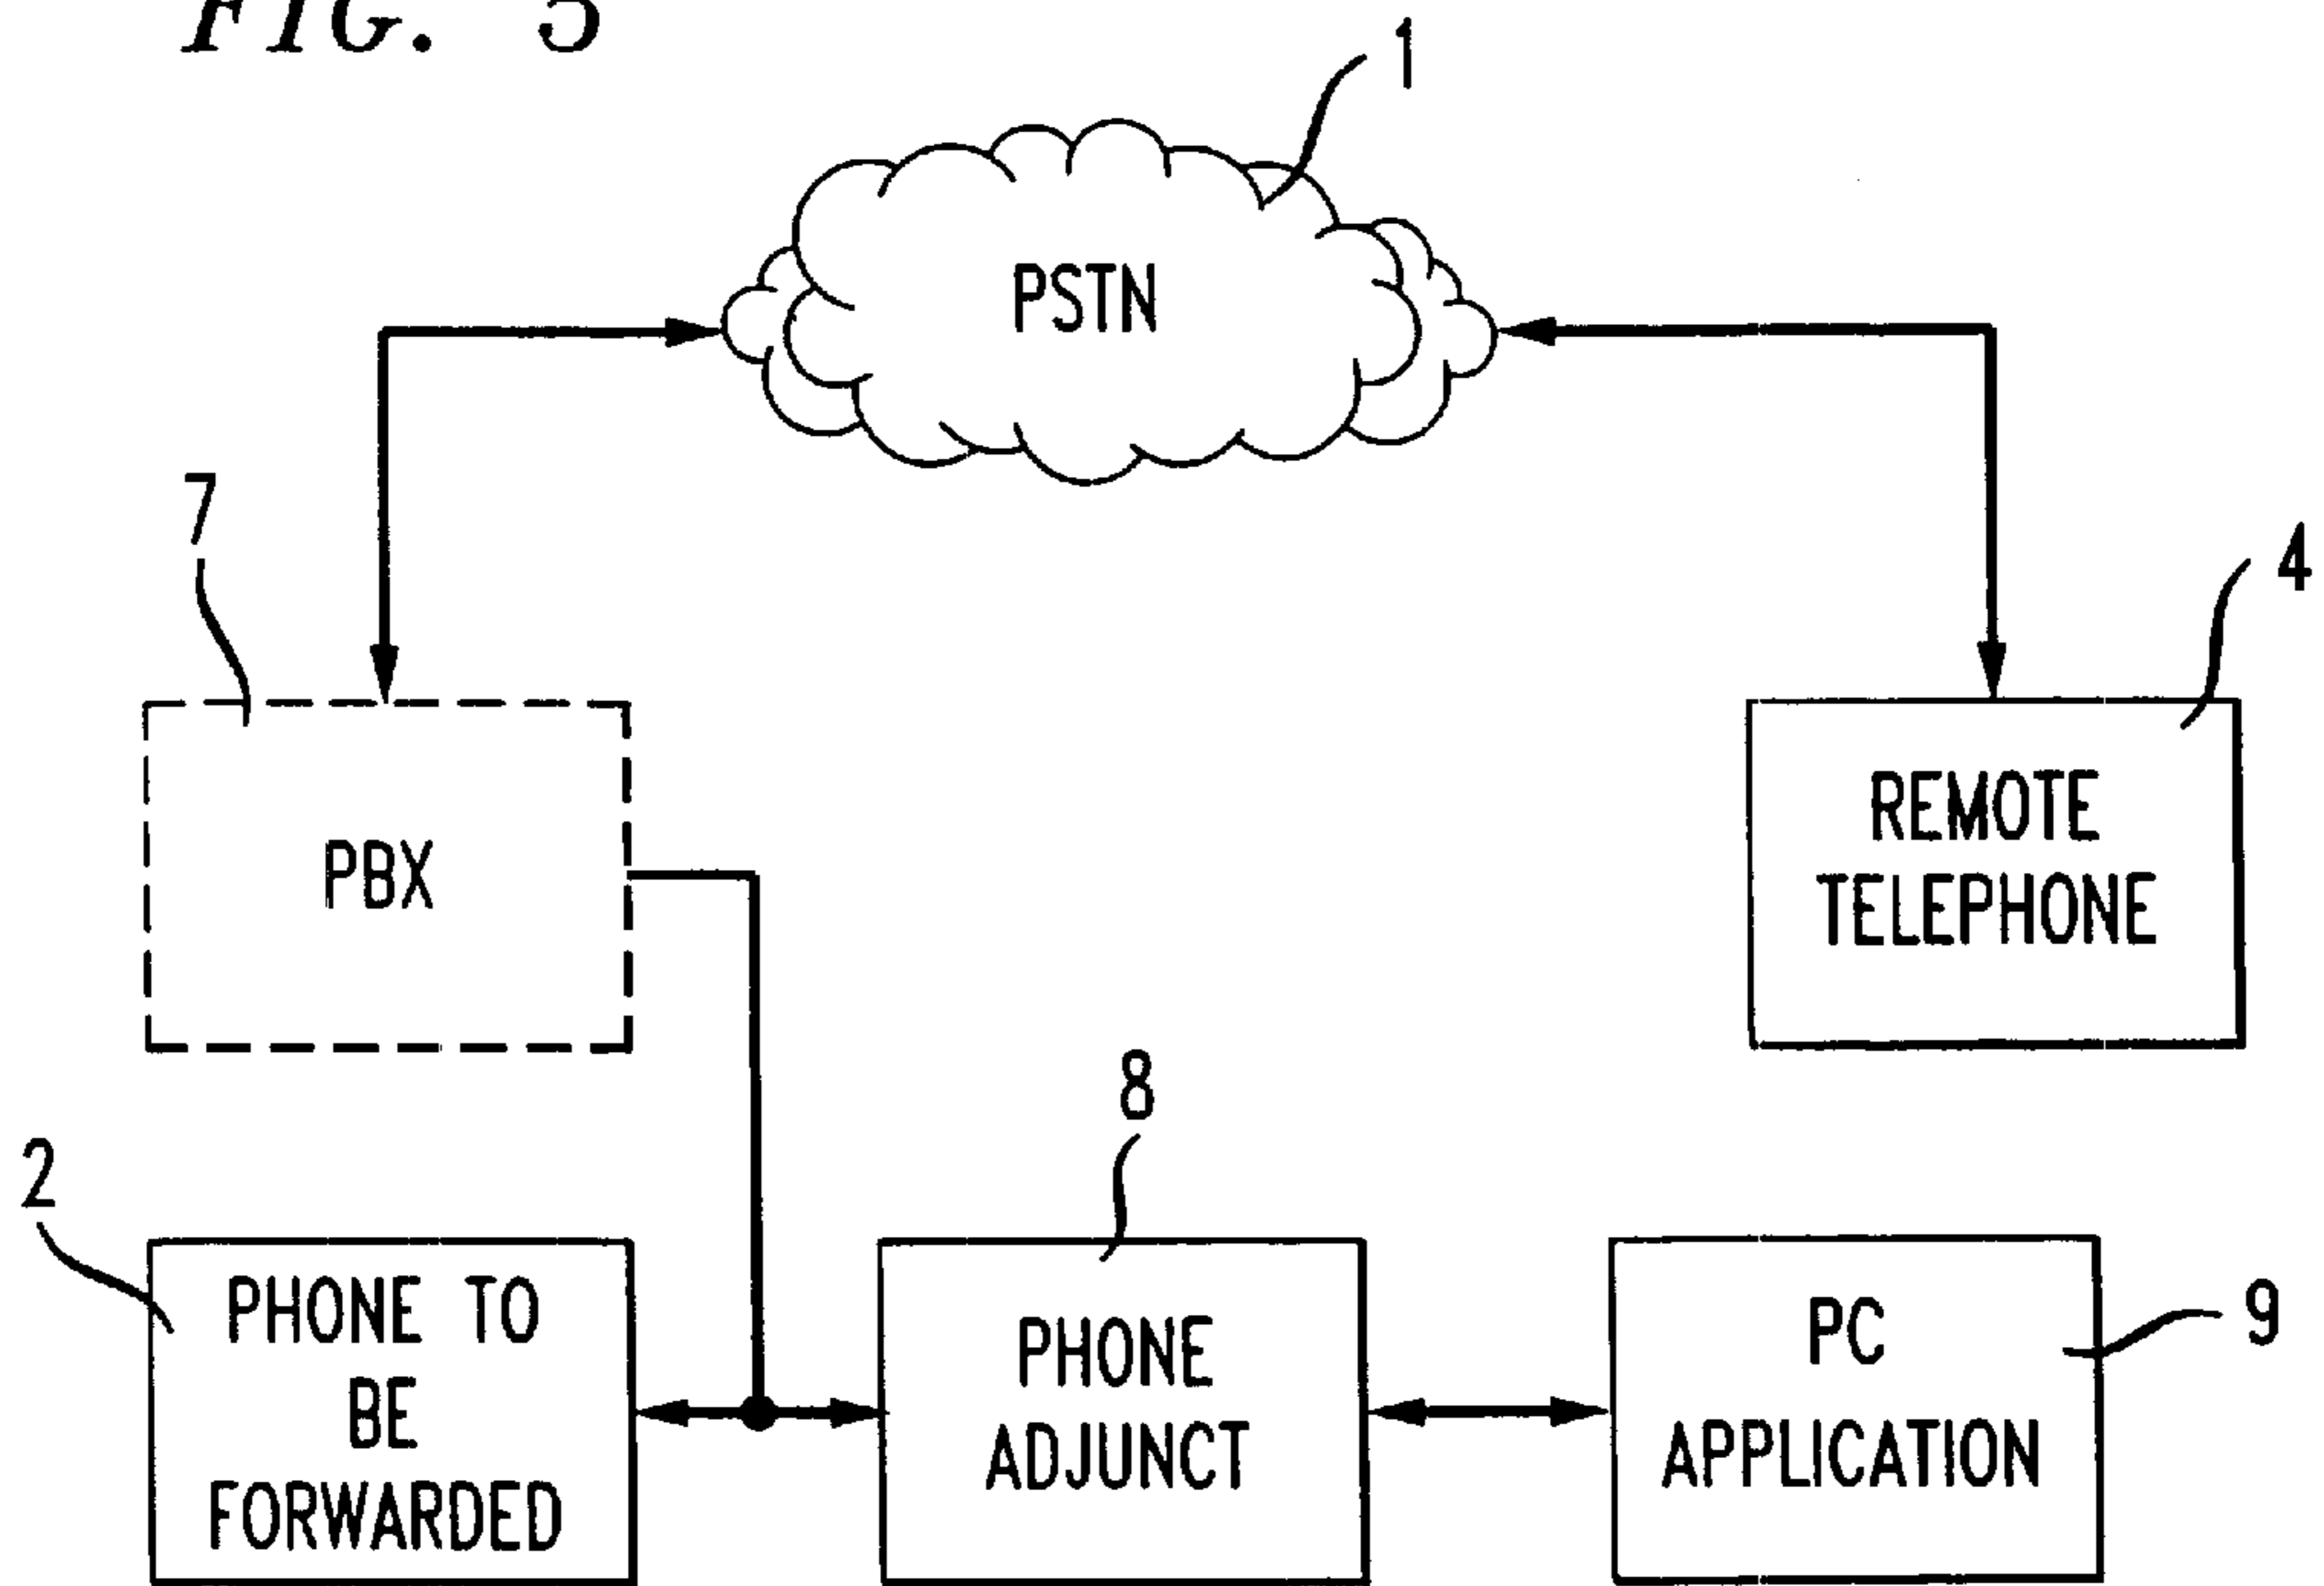 FIG. 5
1
PSTN
7
4
PBX
REMOTE
TELEPHONE
8
2
PHONE TO
BE
FORWARDED
PHONE
ADJUNCT
PC
APPLICATION
9